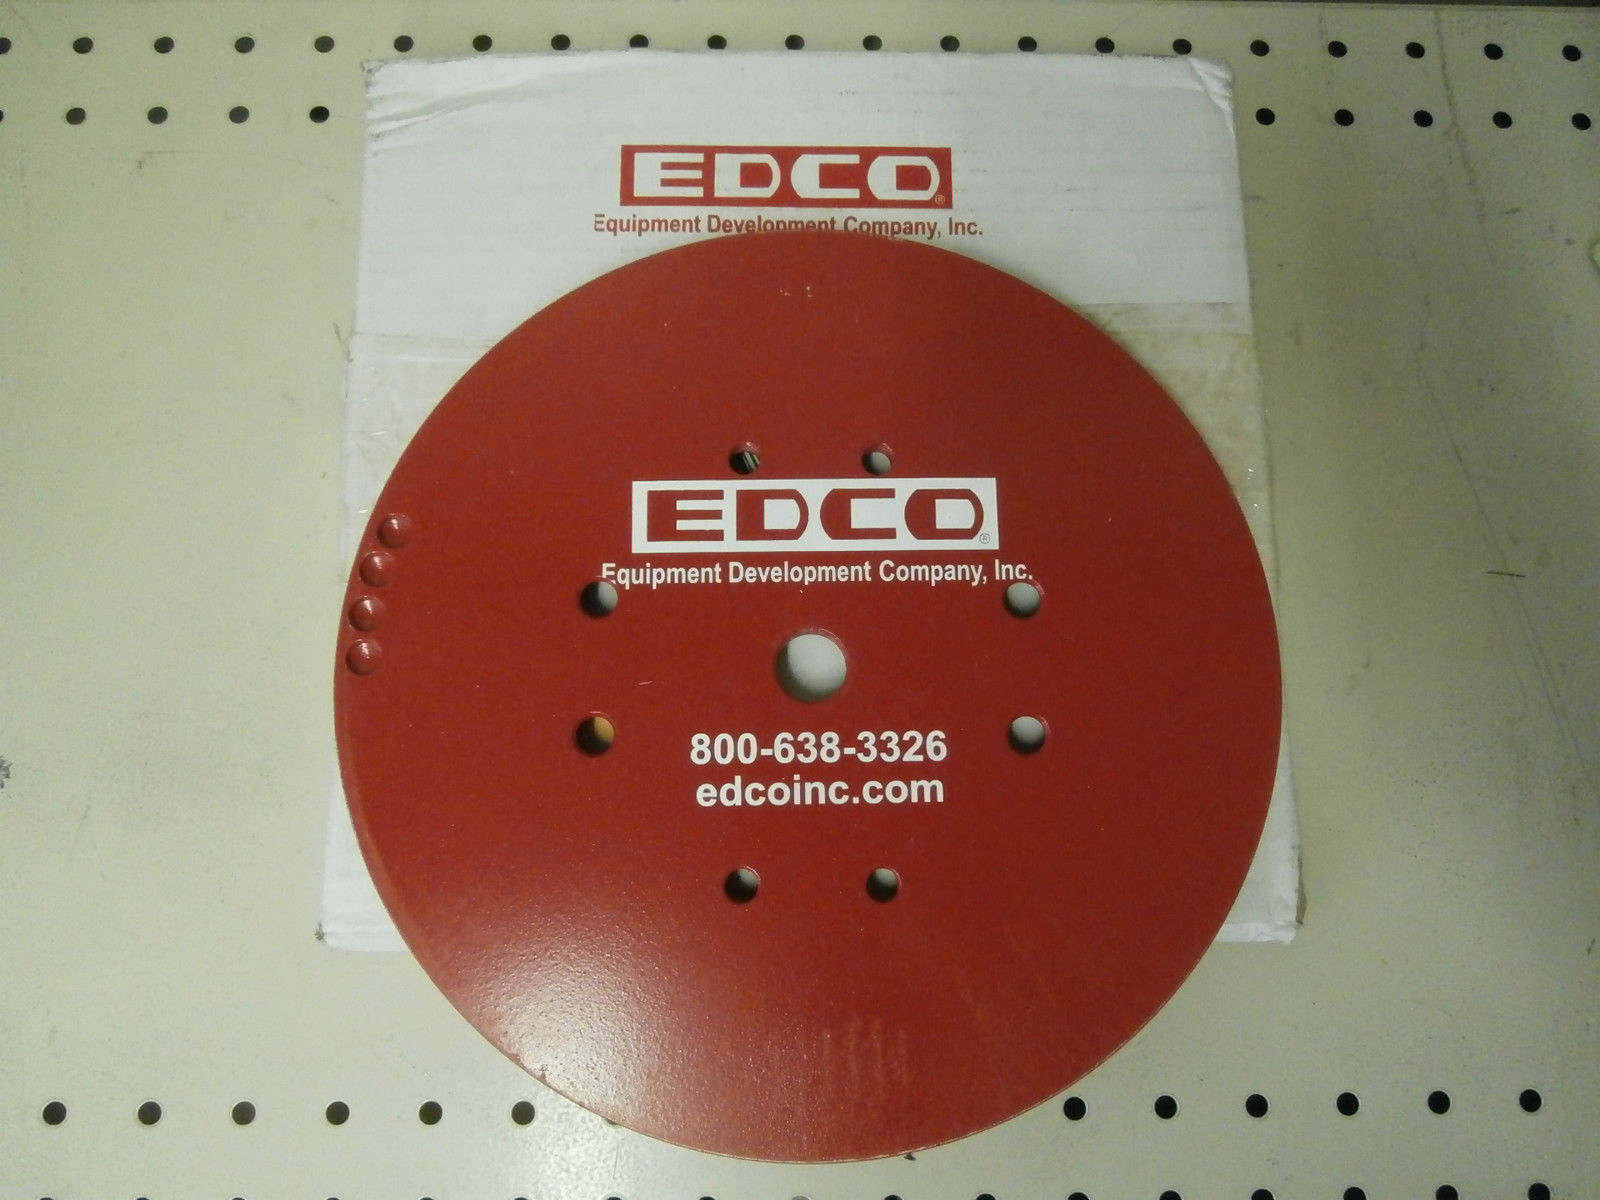 EDCO®
Equipment Development Company, Inc.
EDCO®
Equipment Development Company, Inc.
800-638-3326
edcoinc.com